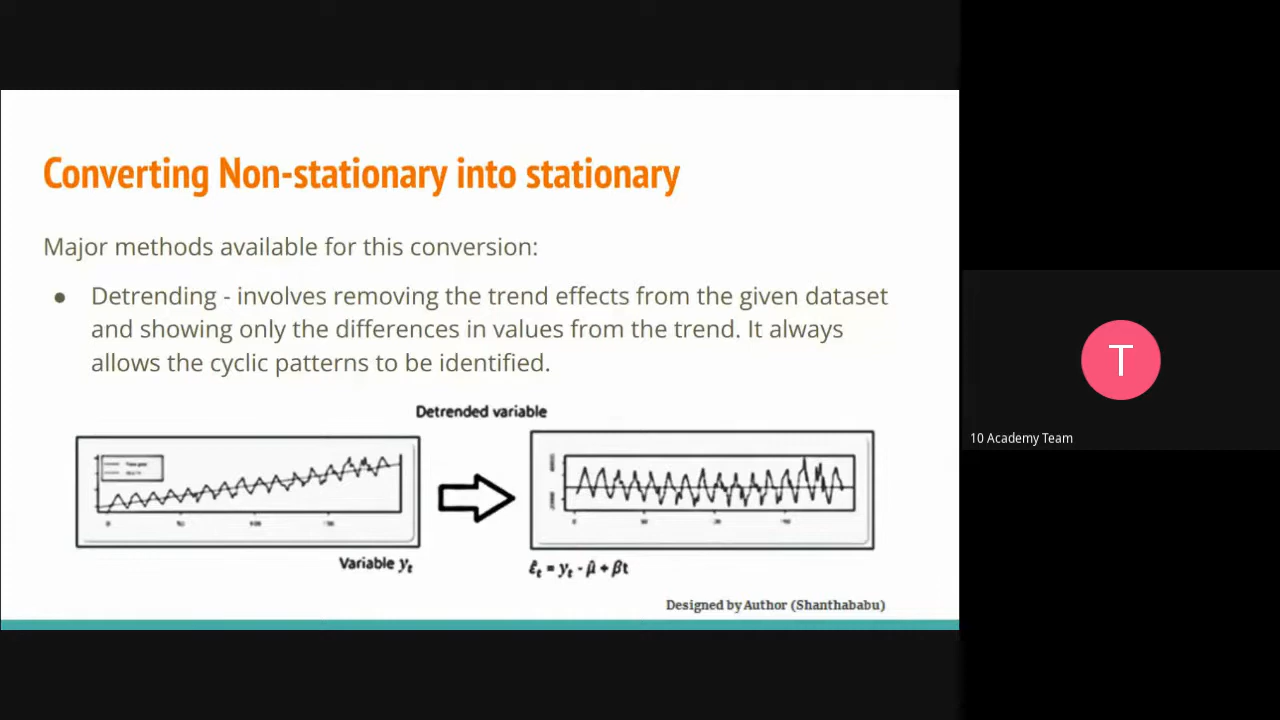 Converting Non-stationary into stationary
Major methods available for this conversion:
● Detrending - involves removing the trend effects from the given dataset
and showing only the differences in values from the trend. It always
allows the cyclic patterns to be identified.
Detrended variable
Variable yₜ
ε̂ₜ = yₜ - μ̂ + βt
Designed by Author (Shanthababu)
T
10 Academy Team